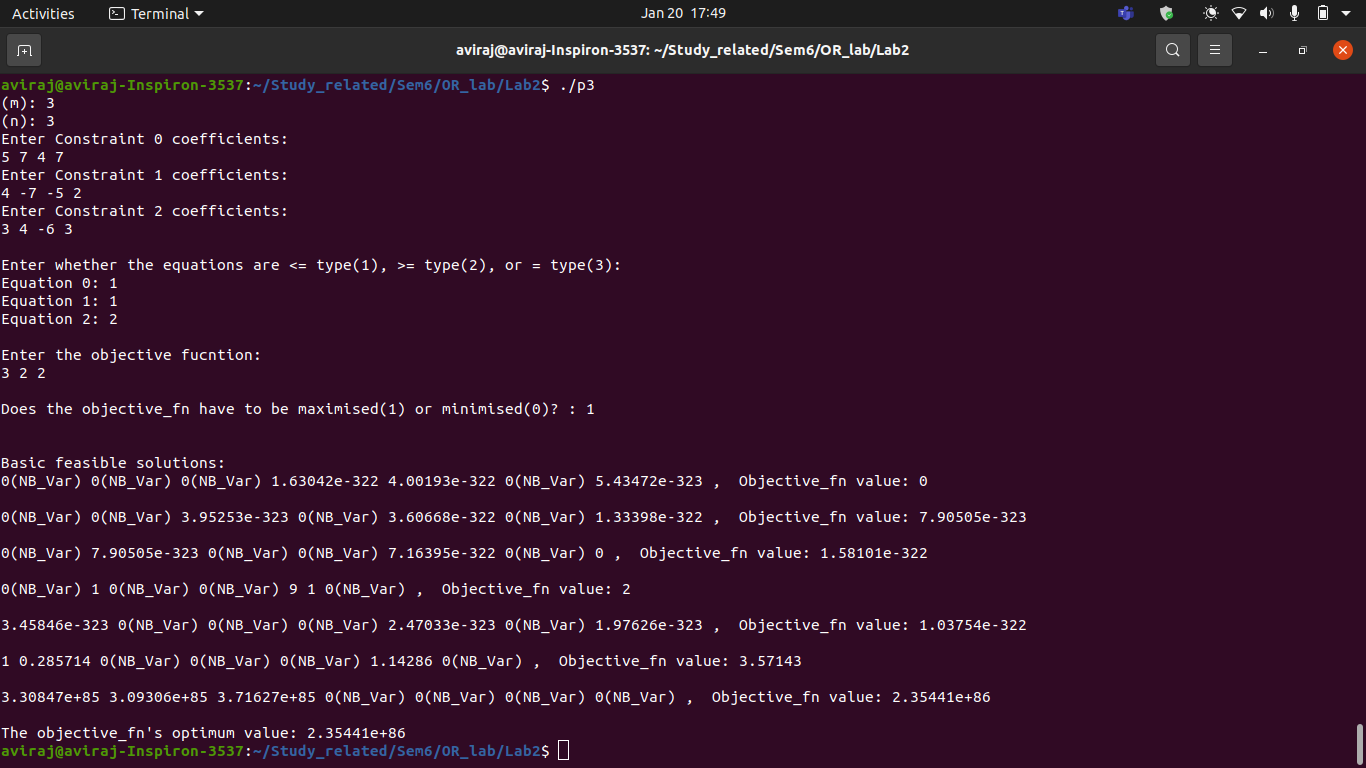 Activities Terminal Jan 20 17:49
aviraj@aviraj-Inspiron-3537: ~/Study_related/Sem6/OR_lab/Lab2
aviraj@aviraj-Inspiron-3537:~/Study_related/Sem6/OR_lab/Lab2$ ./p3
(m): 3
(n): 3
Enter Constraint 0 coefficients:
5 7 4 7
Enter Constraint 1 coefficients:
4 -7 -5 2
Enter Constraint 2 coefficients:
3 4 -6 3
Enter whether the equations are <= type(1), >= type(2), or = type(3):
Equation 0: 1
Equation 1: 1
Equation 2: 2
Enter the objective fucntion:
3 2 2
Does the objective_fn have to be maximised(1) or minimised(0)? : 1
Basic feasible solutions:
0(NB_Var) 0(NB_Var) 0(NB_Var) 1.63042e-322 4.00193e-322 0(NB_Var) 5.43472e-323 ,  Objective_fn value: 0
0(NB_Var) 0(NB_Var) 3.95253e-323 0(NB_Var) 3.60668e-322 0(NB_Var) 1.33398e-322 ,  Objective_fn value: 7.90505e-323
0(NB_Var) 7.90505e-323 0(NB_Var) 0(NB_Var) 7.16395e-322 0(NB_Var) 0 ,  Objective_fn value: 1.58101e-322
0(NB_Var) 1 0(NB_Var) 0(NB_Var) 9 1 0(NB_Var) ,  Objective_fn value: 2
3.45846e-323 0(NB_Var) 0(NB_Var) 0(NB_Var) 2.47033e-323 0(NB_Var) 1.97626e-323 ,  Objective_fn value: 1.03754e-322
1 0.285714 0(NB_Var) 0(NB_Var) 0(NB_Var) 1.14286 0(NB_Var) ,  Objective_fn value: 3.57143
3.30847e+85 3.09306e+85 3.71627e+85 0(NB_Var) 0(NB_Var) 0(NB_Var) 0(NB_Var) ,  Objective_fn value: 2.35441e+86
The objective_fn's optimum value: 2.35441e+86
aviraj@aviraj-Inspiron-3537:~/Study_related/Sem6/OR_lab/Lab2$